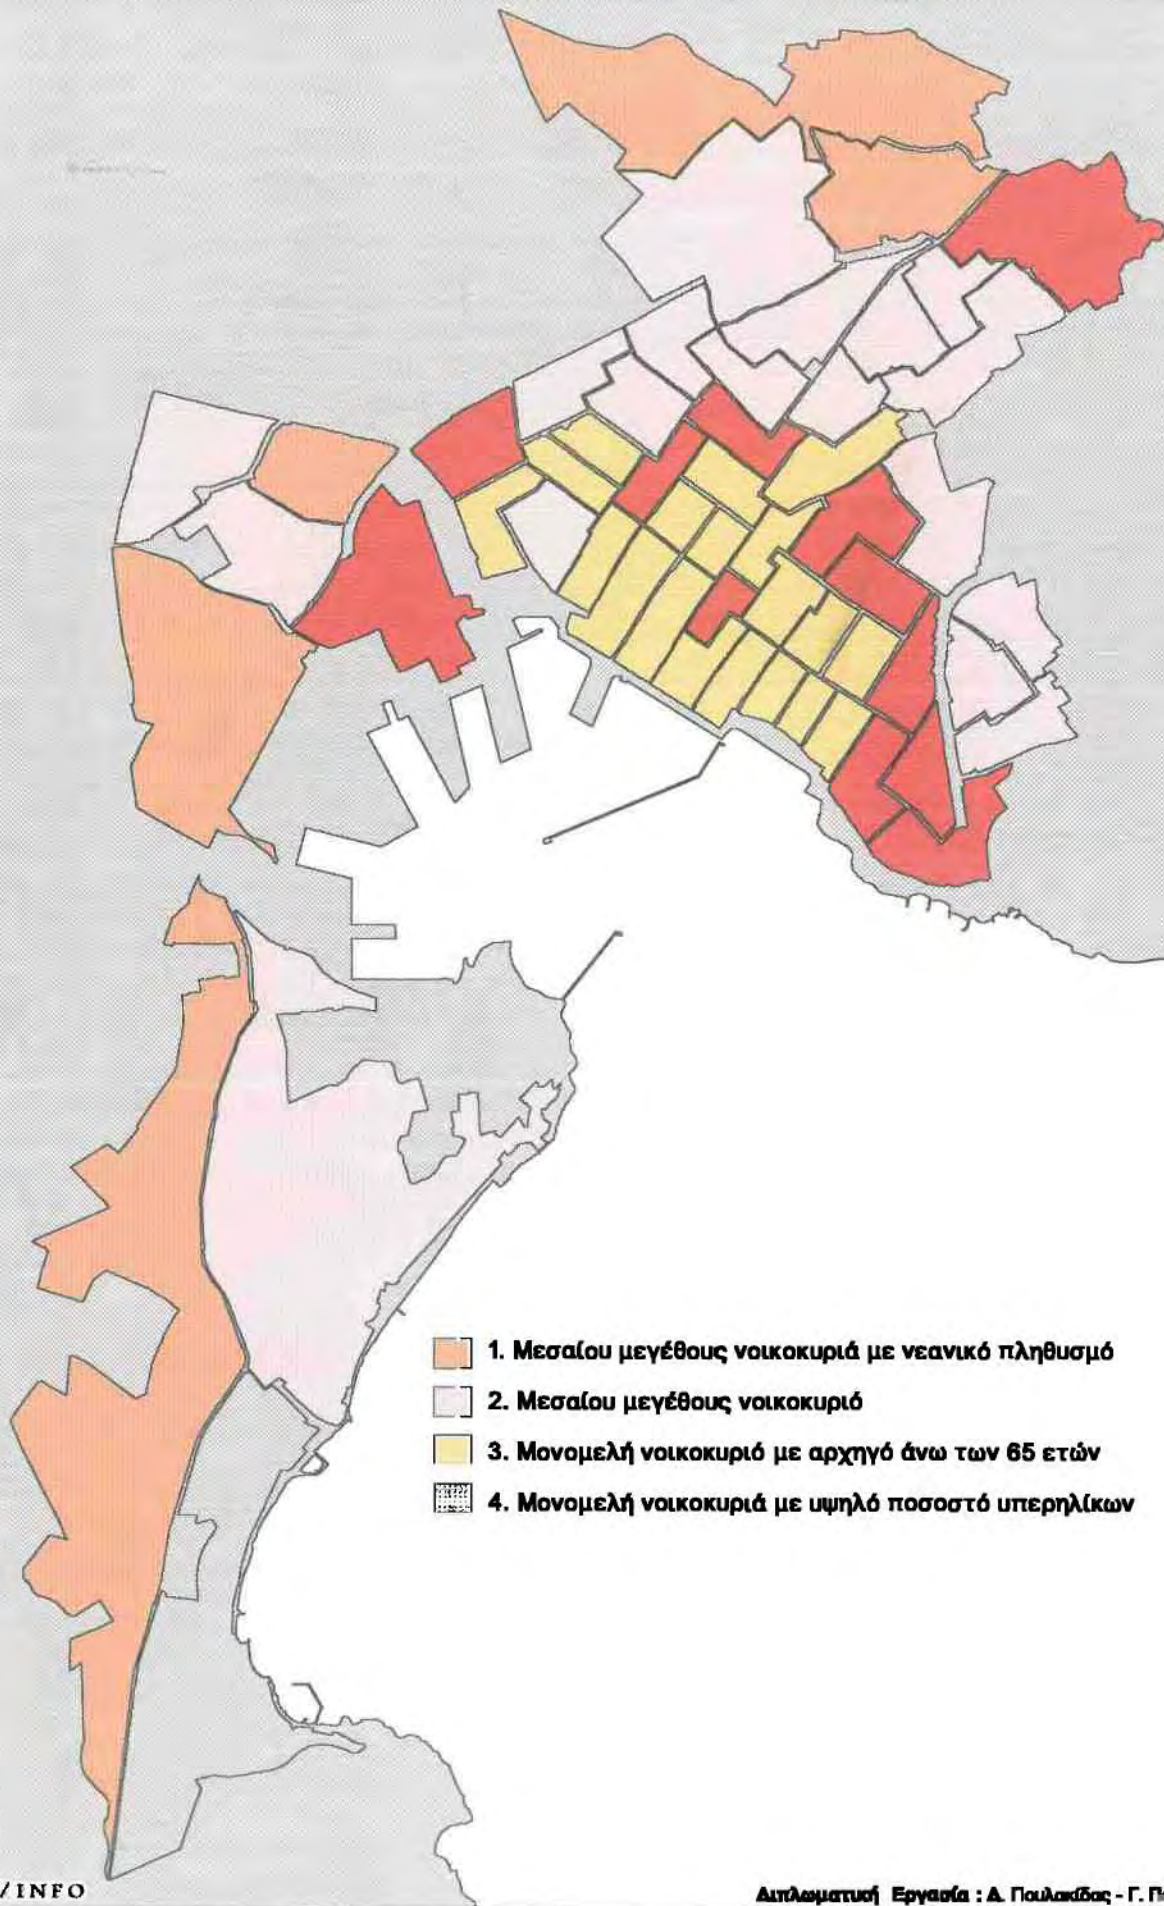 1. Μεσαίου μεγέθους νοικοκυριά με νεανικό πληθυσμό
2. Μεσαίου μεγέθους νοικοκυριό
3. Μονομελή νοικοκυριό με αρχηγό άνω των 65 ετών
4. Μονομελή νοικοκυριά με υψηλό ποσοστό υπερηλίκων
/INFO
Διπλωματική Εργασία : Δ. Πουλακίδας - Γ.